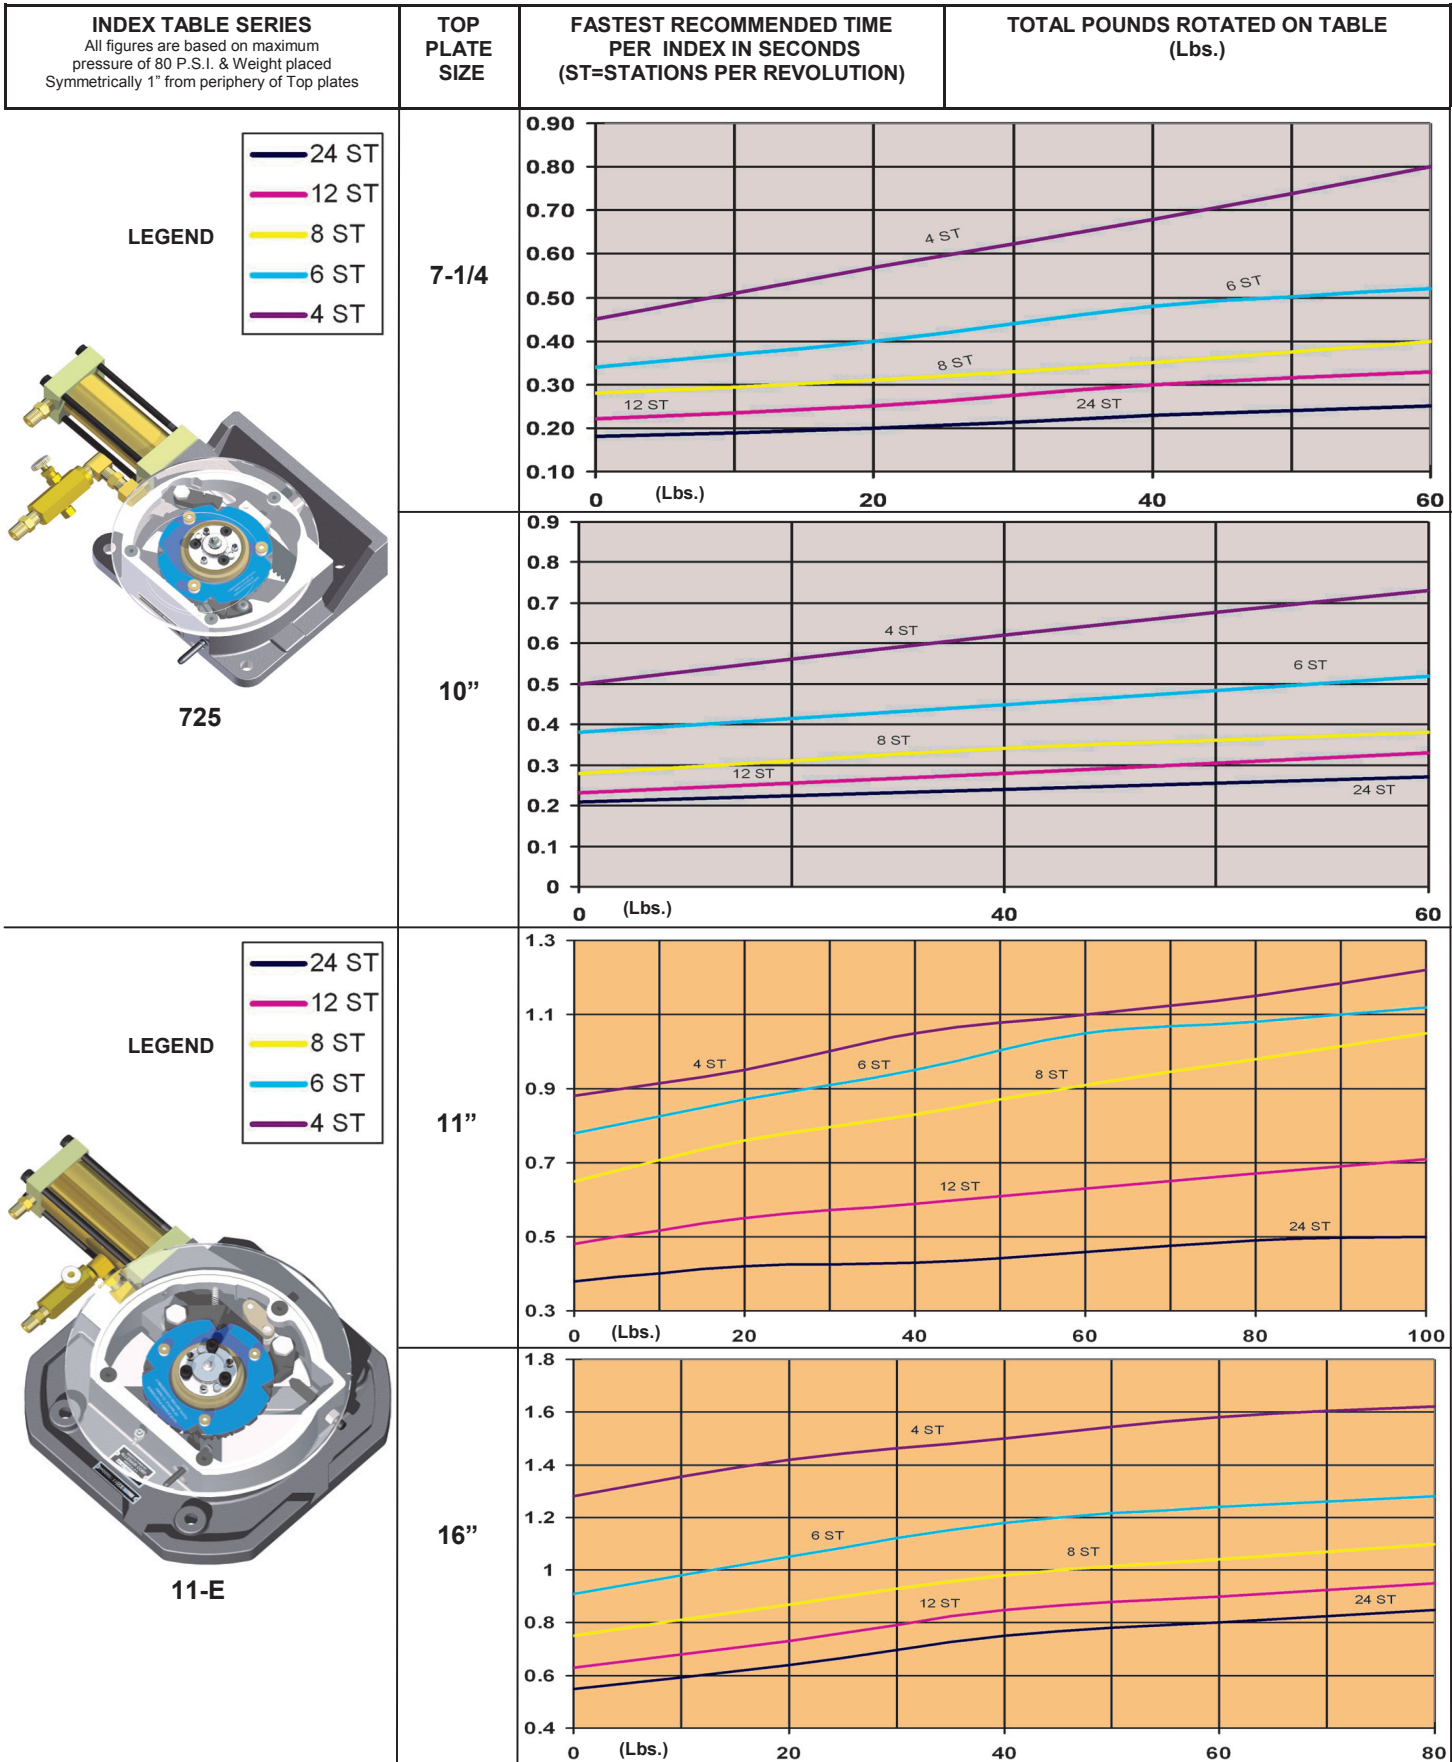 INDEX TABLE SERIES
All figures are based on maximum
pressure of 80 P.S.I. & Weight placed
Symmetrically 1” from periphery of Top plates
TOP
PLATE
SIZE
FASTEST RECOMMENDED TIME
PER INDEX IN SECONDS
(ST=STATIONS PER REVOLUTION)
TOTAL POUNDS ROTATED ON TABLE
(Lbs.)
LEGEND
24 ST
12 ST
8 ST
6 ST
4 ST
725
7-1/4
0.90
0.80
0.70
0.60
0.50
0.40
0.30
0.20
0.10
4 ST
6 ST
8 ST
12 ST
24 ST
0 (Lbs.) 20 40 60
10”
0.9
0.8
0.7
0.6
0.5
0.4
0.3
0.2
0.1
0
4 ST
6 ST
8 ST
12 ST
24 ST
0 (Lbs.) 40 60
LEGEND
24 ST
12 ST
8 ST
6 ST
4 ST
11-E
11”
1.3
1.1
0.9
0.7
0.5
0.3
4 ST
6 ST
8 ST
12 ST
24 ST
0 (Lbs.) 20 40 60 80 100
16”
1.8
1.6
1.4
1.2
1
0.8
0.6
0.4
4 ST
6 ST
8 ST
12 ST
24 ST
0 (Lbs.) 20 40 60 80